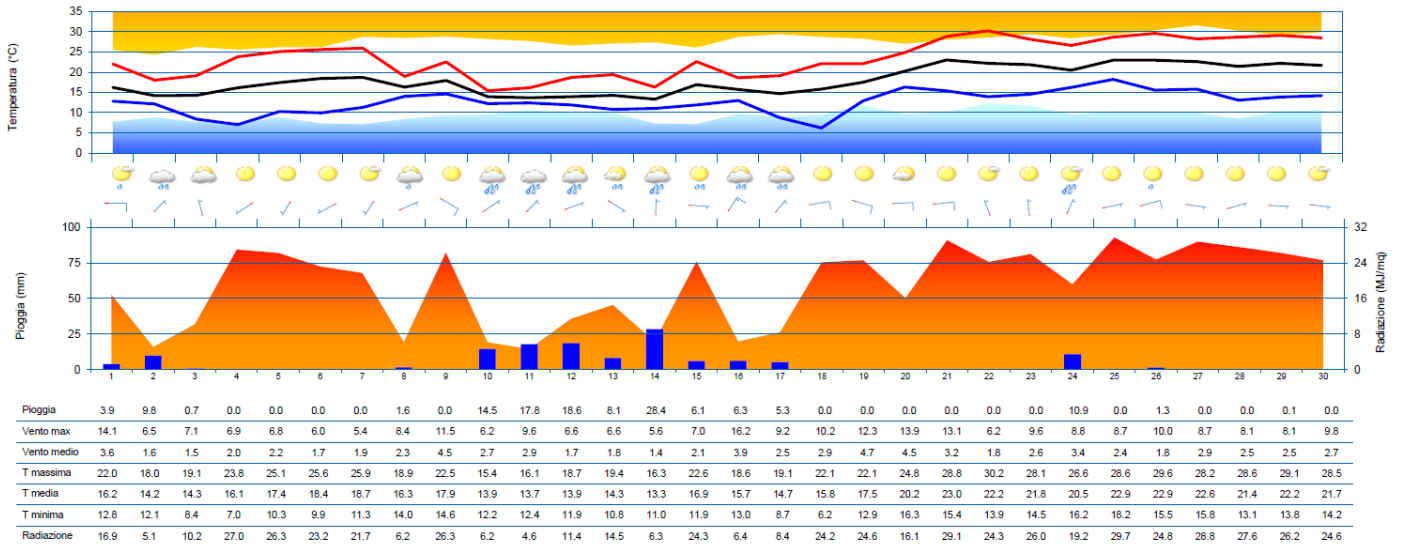 35
30
25
20
15
10
5
0
Temperatura (°C)
100
75
50
25
0
Pioggia (mm)
32
24
16
8
0
Radiazione (MJ/mq)
1 2 3 4 5 6 7 8 9 10 11 12 13 14 15 16 17 18 19 20 21 22 23 24 25 26 27 28 29 30
Pioggia 3.9 9.8 0.7 0.0 0.0 0.0 0.0 1.6 0.0 14.5 17.8 18.6 8.1 28.4 6.1 6.3 5.3 0.0 0.0 0.0 0.0 0.0 0.0 10.9 0.0 1.3 0.0 0.0 0.1 0.0
Vento max 14.1 6.5 7.1 6.9 6.8 6.0 5.4 8.4 11.5 6.2 9.6 6.6 6.6 5.6 7.0 16.2 9.2 10.2 12.3 13.9 13.1 6.2 9.6 8.8 8.7 10.0 8.7 8.1 8.1 9.8
Vento medio 3.6 1.6 1.5 2.0 2.2 1.7 1.9 2.3 4.5 2.7 2.9 1.7 1.8 1.4 2.1 3.9 2.5 2.9 4.7 4.5 3.2 1.8 2.6 3.4 2.4 1.8 2.9 2.5 2.5 2.7
T massima 22.0 18.0 19.1 23.8 25.1 25.6 25.9 18.9 22.5 15.4 16.1 18.7 19.4 16.3 22.6 18.6 19.1 22.1 22.1 24.8 28.8 30.2 28.1 26.6 28.6 29.6 28.2 28.6 29.1 28.5
T media 16.2 14.2 14.3 16.1 17.4 18.4 18.7 16.3 17.9 13.9 13.7 13.9 14.3 13.3 16.9 15.7 14.7 15.8 17.5 20.2 23.0 22.2 21.8 20.5 22.9 22.9 22.6 21.4 22.2 21.7
T minima 12.8 12.1 8.4 7.0 10.3 9.9 11.3 14.0 14.6 12.2 12.4 11.9 10.8 11.0 11.9 13.0 8.7 6.2 12.9 16.3 15.4 13.9 14.5 16.2 18.2 15.5 15.8 13.1 13.8 14.2
Radiazione 16.9 5.1 10.2 27.0 26.3 23.2 21.7 6.2 26.3 6.2 4.6 11.4 14.5 6.3 24.3 6.4 8.4 24.2 24.6 16.1 29.1 24.3 26.0 19.2 29.7 24.8 28.8 27.6 26.2 24.6